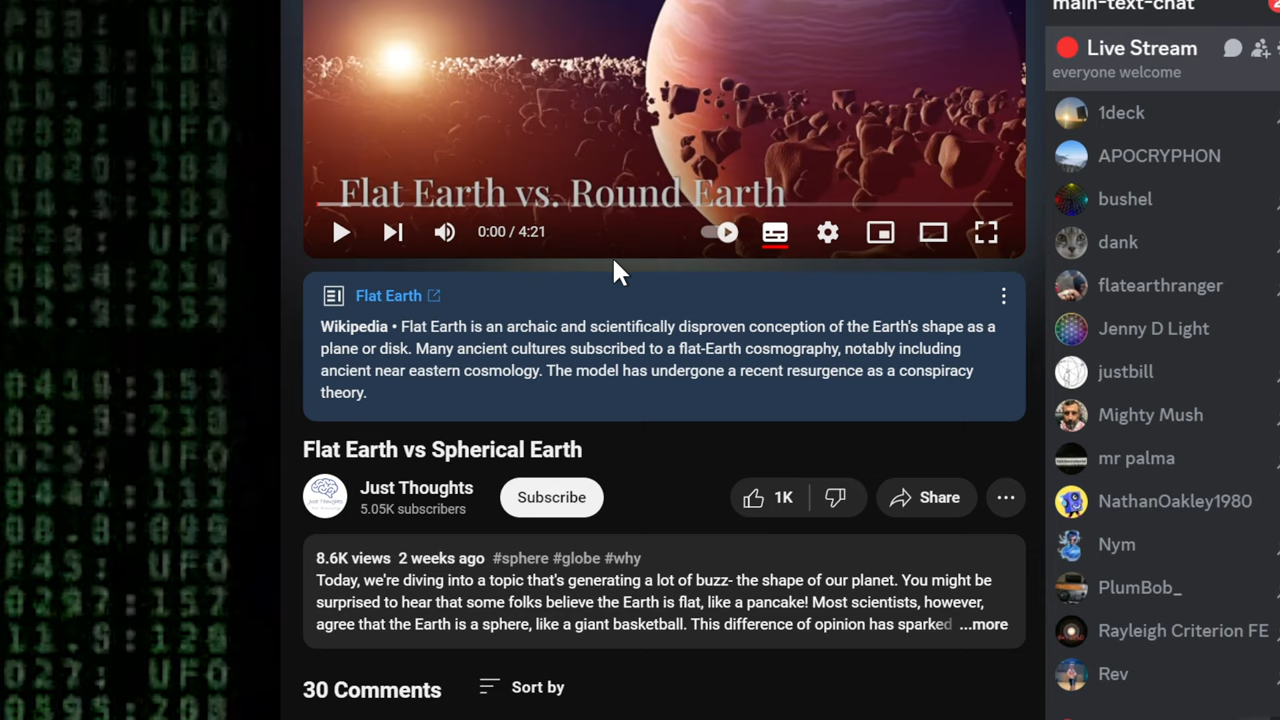 main-text-chat
Live Stream
everyone welcome
1deck
APOCRYPHON
bushel
dank
flatearthranger
Jenny D Light
justbill
Mighty Mush
mr palma
NathanOakley1980
Nym
PlumBob_
Rayleigh Criterion FE
Rev
Flat Earth vs. Round Earth
0:00 / 4:21
Flat Earth
Wikipedia • Flat Earth is an archaic and scientifically disproven conception of the Earth's shape as a
plane or disk. Many ancient cultures subscribed to a flat-Earth cosmography, notably including
ancient near eastern cosmology. The model has undergone a recent resurgence as a conspiracy
theory.
Flat Earth vs Spherical Earth
Just Thoughts
5.05K subscribers
Subscribe
1K
Share
8.6K views 2 weeks ago #sphere #globe #why
Today, we're diving into a topic that's generating a lot of buzz- the shape of our planet. You might be
surprised to hear that some folks believe the Earth is flat, like a pancake! Most scientists, however,
agree that the Earth is a sphere, like a giant basketball. This difference of opinion has sparked ...more
30 Comments
Sort by